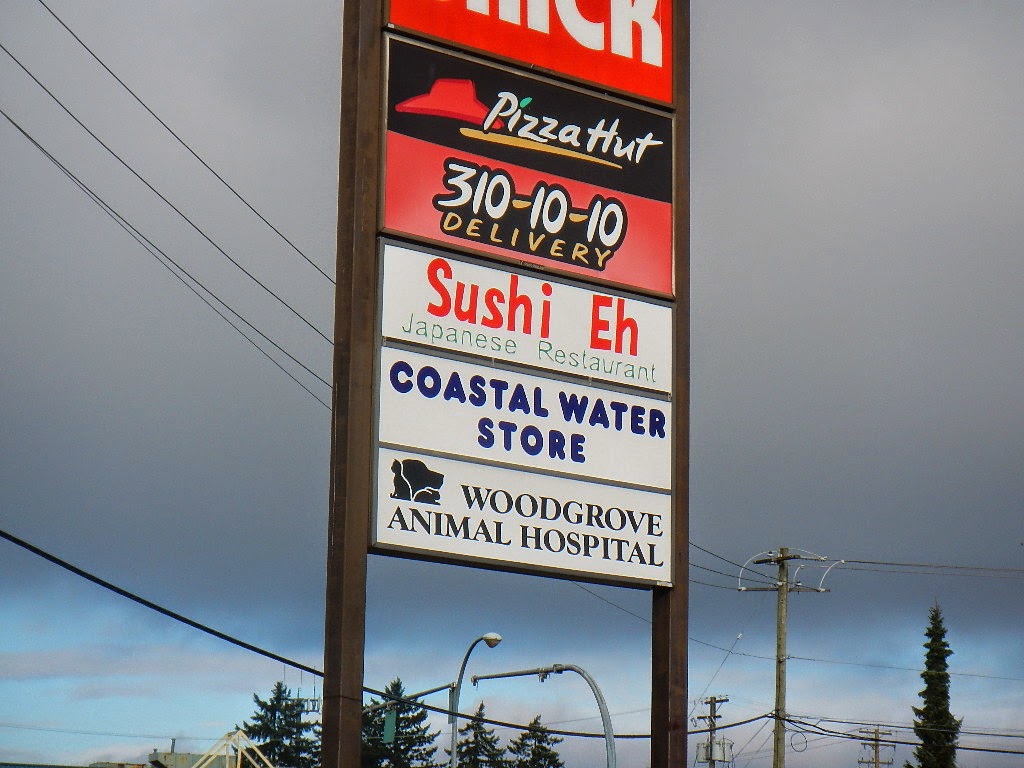 Pizza Hut
310-10-10
DELIVERY
Sushi Eh
Japanese Restaurant
COASTAL WATER
STORE
WOODGROVE
ANIMAL HOSPITAL